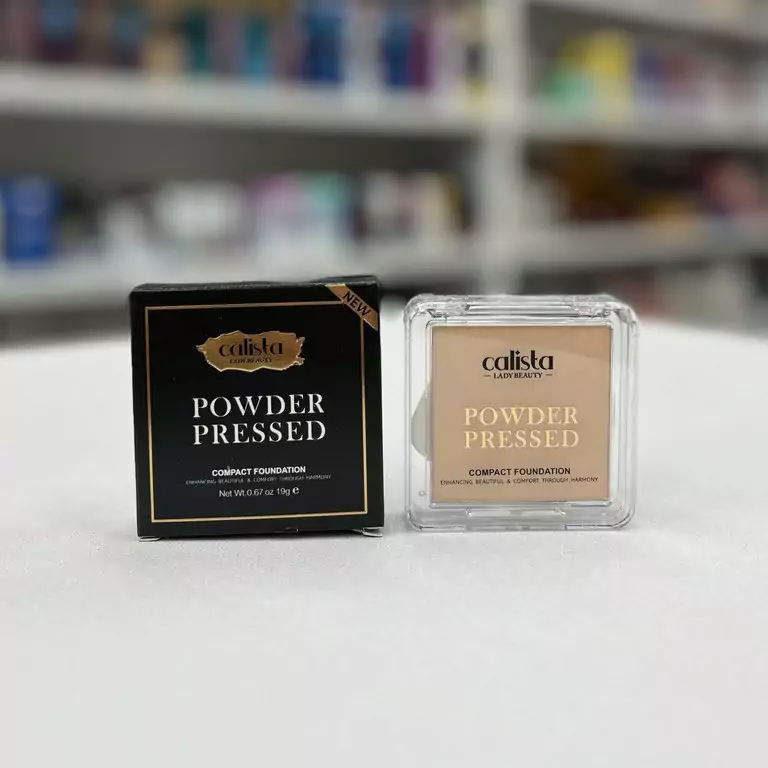 NEW
calista
LADY BEAUTY
POWDER
PRESSED
COMPACT FOUNDATION
ENHANCING BEAUTIFUL & COMFORT THROUGH HARMONY
Net Wt.0.67 oz 19g e
calista
LADY BEAUTY
POWDER
PRESSED
COMPACT FOUNDATION
ENHANCING BEAUTIFUL & COMFORT THROUGH HARMONY